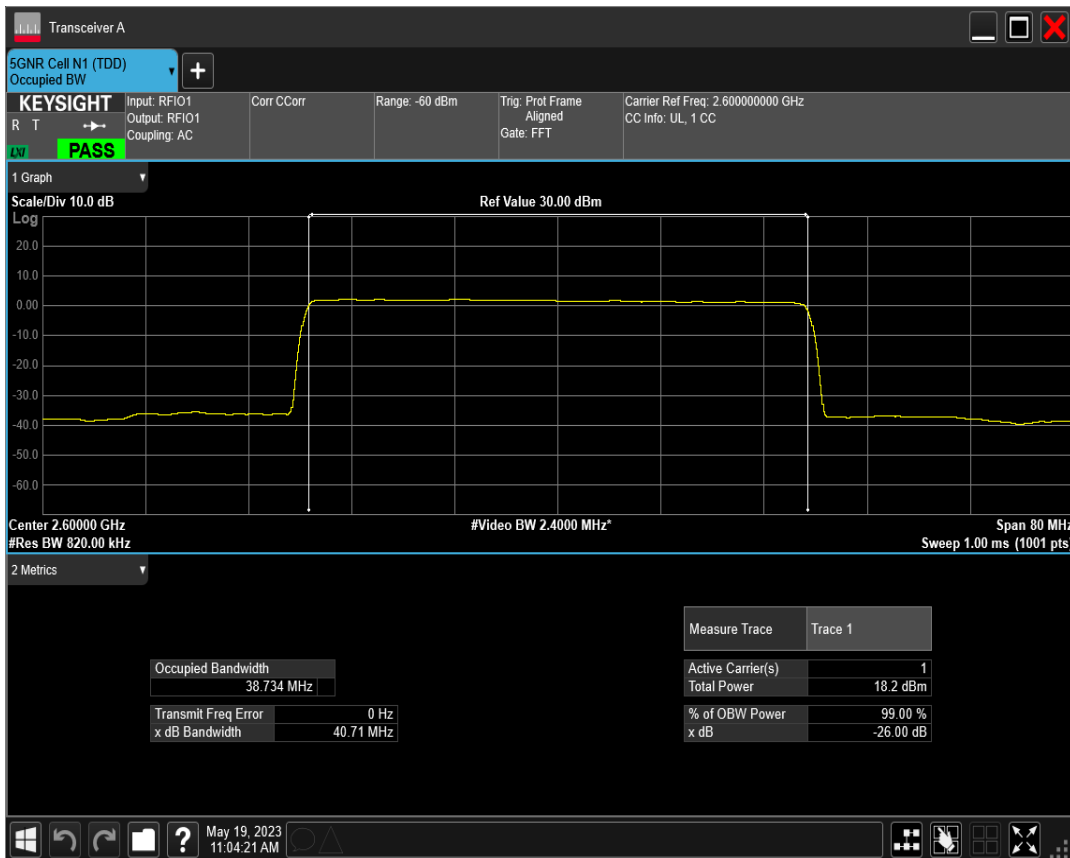 Transceiver A
5GNR Cell N1 (TDD)
Occupied BW
+
KEYSIGHT
R T
LXI
PASS
Input: RFIO1
Output: RFIO1
Coupling: AC
Corr CCorr
Range: -60 dBm
Trig: Prot Frame
Aligned
Gate: FFT
Carrier Ref Freq: 2.600000000 GHz
CC Info: UL, 1 CC
1 Graph
Scale/Div 10.0 dB
Ref Value 30.00 dBm
Log
20.0
10.0
0.00
-10.0
-20.0
-30.0
-40.0
-50.0
-60.0
Center 2.60000 GHz
#Video BW 2.4000 MHz*
Span 80 MHz
#Res BW 820.00 kHz
Sweep 1.00 ms (1001 pts)
2 Metrics
Measure Trace Trace 1
Occupied Bandwidth
38.734 MHz
Active Carrier(s) 1
Total Power 18.2 dBm
Transmit Freq Error 0 Hz
x dB Bandwidth 40.71 MHz
% of OBW Power 99.00 %
x dB -26.00 dB
?
May 19, 2023
11:04:21 AM